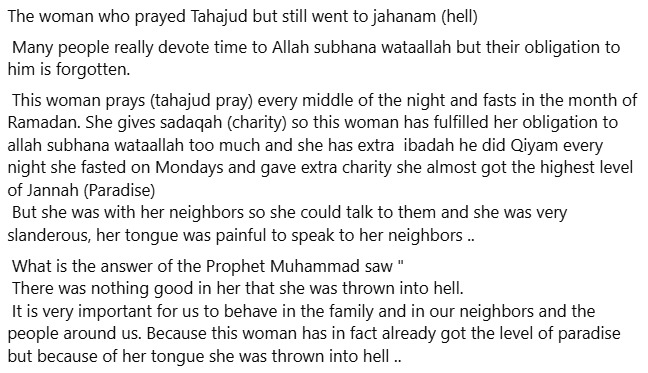 The woman who prayed Tahajud but still went to jahanam (hell)
Many people really devote time to Allah subhana wataallah but their obligation to
him is forgotten.
This woman prays (tahajud pray) every middle of the night and fasts in the month of
Ramadan. She gives sadaqah (charity) so this woman has fulfilled her obligation to
allah subhana wataallah too much and she has extra  ibadah he did Qiyam every
night she fasted on Mondays and gave extra charity she almost got the highest level
of Jannah (Paradise)
But she was with her neighbors so she could talk to them and she was very
slanderous, her tongue was painful to speak to her neighbors ..
What is the answer of the Prophet Muhammad saw "
There was nothing good in her that she was thrown into hell.
It is very important for us to behave in the family and in our neighbors and the
people around us. Because this woman has in fact already got the level of paradise
but because of her tongue she was thrown into hell ..